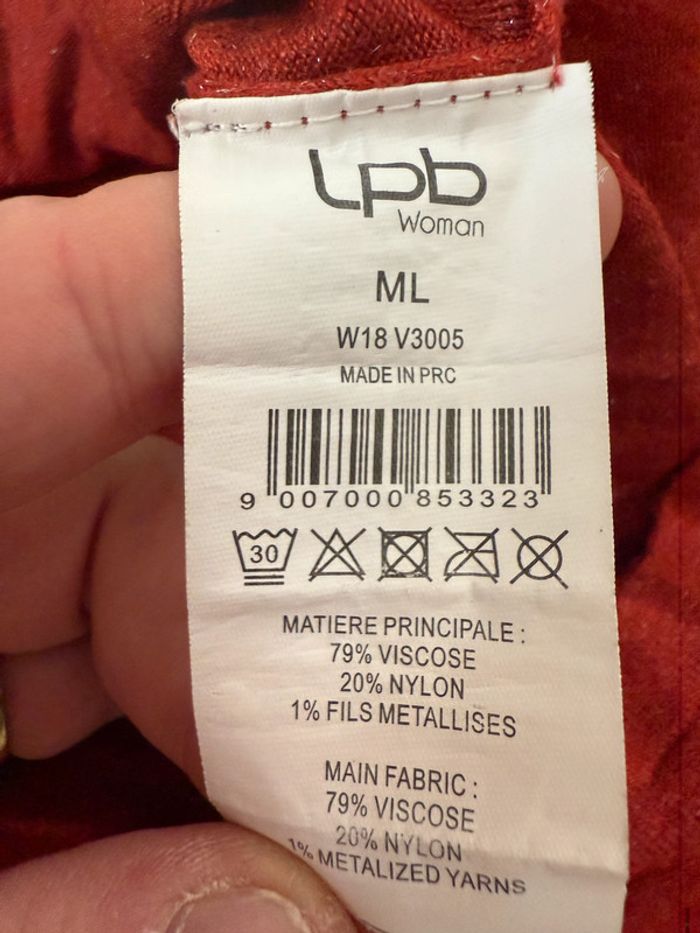 Lpb
Woman
ML
W18 V3005
MADE IN PRC
9 007000 853323
30
MATIERE PRINCIPALE :
79% VISCOSE
20% NYLON
1% FILS METALLISES
MAIN FABRIC :
79% VISCOSE
20% NYLON
1% METALIZED YARNS